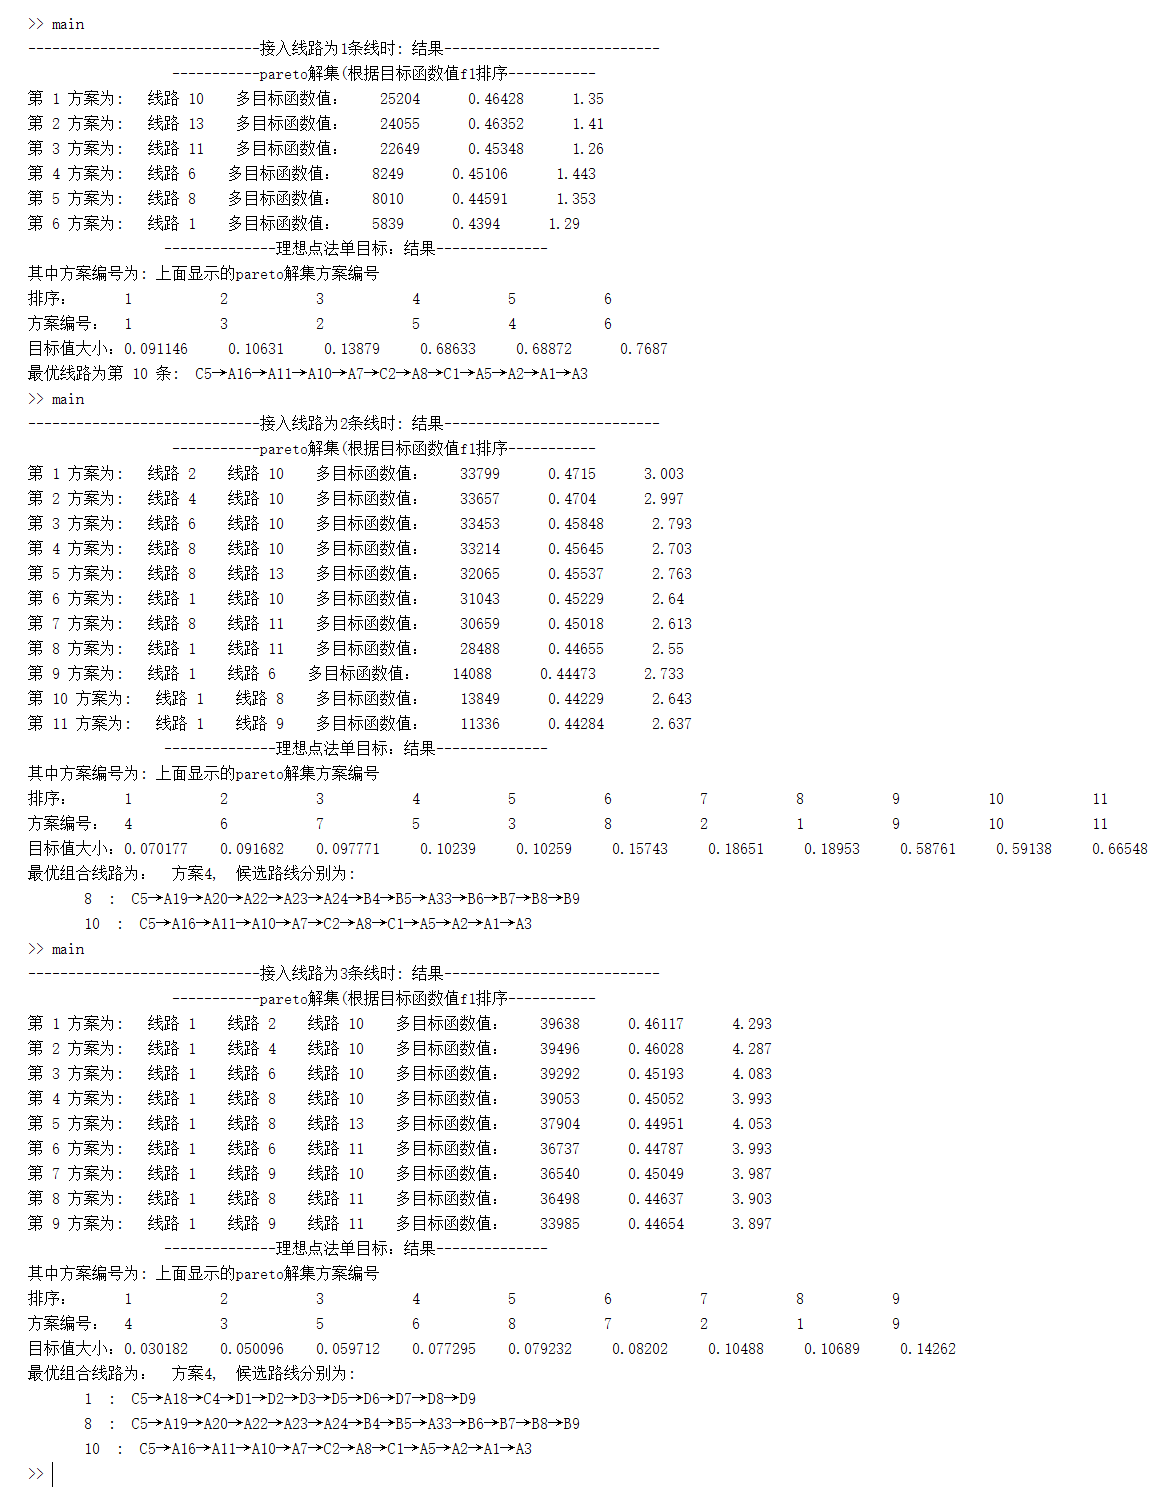 >> main
-----------------------------接入线路为1条线时: 结果---------------------------
-----------pareto解集(根据目标函数值f1排序-----------
第 1 方案为: 线路 10 多目标函数值: 25204 0.46428 1.35
第 2 方案为: 线路 13 多目标函数值: 24055 0.46352 1.41
第 3 方案为: 线路 11 多目标函数值: 22649 0.45348 1.26
第 4 方案为: 线路 6 多目标函数值: 8249 0.45106 1.443
第 5 方案为: 线路 8 多目标函数值: 8010 0.44591 1.353
第 6 方案为: 线路 1 多目标函数值: 5839 0.4394 1.29
--------------理想点法单目标: 结果--------------
其中方案编号为: 上面显示的pareto解集方案编号
排序: 1 2 3 4 5 6
方案编号: 1 3 2 5 4 6
目标值大小: 0.091146 0.10631 0.13879 0.68633 0.68872 0.7687
最优线路为第 10 条: C5→A16→A11→A10→A7→C2→A8→C1→A5→A2→A1→A3
>> main
-----------------------------接入线路为2条线时: 结果---------------------------
-----------pareto解集(根据目标函数值f1排序-----------
第 1 方案为: 线路 2 线路 10 多目标函数值: 33799 0.4715 3.003
第 2 方案为: 线路 4 线路 10 多目标函数值: 33657 0.4704 2.997
第 3 方案为: 线路 6 线路 10 多目标函数值: 33453 0.45848 2.793
第 4 方案为: 线路 8 线路 10 多目标函数值: 33214 0.45645 2.703
第 5 方案为: 线路 8 线路 13 多目标函数值: 32065 0.45537 2.763
第 6 方案为: 线路 1 线路 10 多目标函数值: 31043 0.45229 2.64
第 7 方案为: 线路 8 线路 11 多目标函数值: 30659 0.45018 2.613
第 8 方案为: 线路 1 线路 11 多目标函数值: 28488 0.44655 2.55
第 9 方案为: 线路 1 线路 6 多目标函数值: 14088 0.44473 2.733
第 10 方案为: 线路 1 线路 8 多目标函数值: 13849 0.44229 2.643
第 11 方案为: 线路 1 线路 9 多目标函数值: 11336 0.44284 2.637
--------------理想点法单目标: 结果--------------
其中方案编号为: 上面显示的pareto解集方案编号
排序: 1 2 3 4 5 6 7 8 9 10 11
方案编号: 4 6 7 5 3 8 2 1 9 10 11
目标值大小: 0.070177 0.091682 0.097771 0.10239 0.10259 0.15743 0.18651 0.18953 0.58761 0.59138 0.66548
最优组合线路为: 方案4, 候选路线分别为:
8 : C5→A19→A20→A22→A23→A24→B4→B5→A33→B6→B7→B8→B9
10 : C5→A16→A11→A10→A7→C2→A8→C1→A5→A2→A1→A3
>> main
-----------------------------接入线路为3条线时: 结果---------------------------
-----------pareto解集(根据目标函数值f1排序-----------
第 1 方案为: 线路 1 线路 2 线路 10 多目标函数值: 39638 0.46117 4.293
第 2 方案为: 线路 1 线路 4 线路 10 多目标函数值: 39496 0.46028 4.287
第 3 方案为: 线路 1 线路 6 线路 10 多目标函数值: 39292 0.45193 4.083
第 4 方案为: 线路 1 线路 8 线路 10 多目标函数值: 39053 0.45052 3.993
第 5 方案为: 线路 1 线路 8 线路 13 多目标函数值: 37904 0.44951 4.053
第 6 方案为: 线路 1 线路 6 线路 11 多目标函数值: 36737 0.44787 3.993
第 7 方案为: 线路 1 线路 9 线路 10 多目标函数值: 36540 0.45049 3.987
第 8 方案为: 线路 1 线路 8 线路 11 多目标函数值: 36498 0.44637 3.903
第 9 方案为: 线路 1 线路 9 线路 11 多目标函数值: 33985 0.44654 3.897
--------------理想点法单目标: 结果--------------
其中方案编号为: 上面显示的pareto解集方案编号
排序: 1 2 3 4 5 6 7 8 9
方案编号: 4 3 5 6 8 7 2 1 9
目标值大小: 0.030182 0.050096 0.059712 0.077295 0.079232 0.08202 0.10488 0.10689 0.14262
最优组合线路为: 方案4, 候选路线分别为:
1 : C5→A18→C4→D1→D2→D3→D5→D6→D7→D8→D9
8 : C5→A19→A20→A22→A23→A24→B4→B5→A33→B6→B7→B8→B9
10 : C5→A16→A11→A10→A7→C2→A8→C1→A5→A2→A1→A3
>>